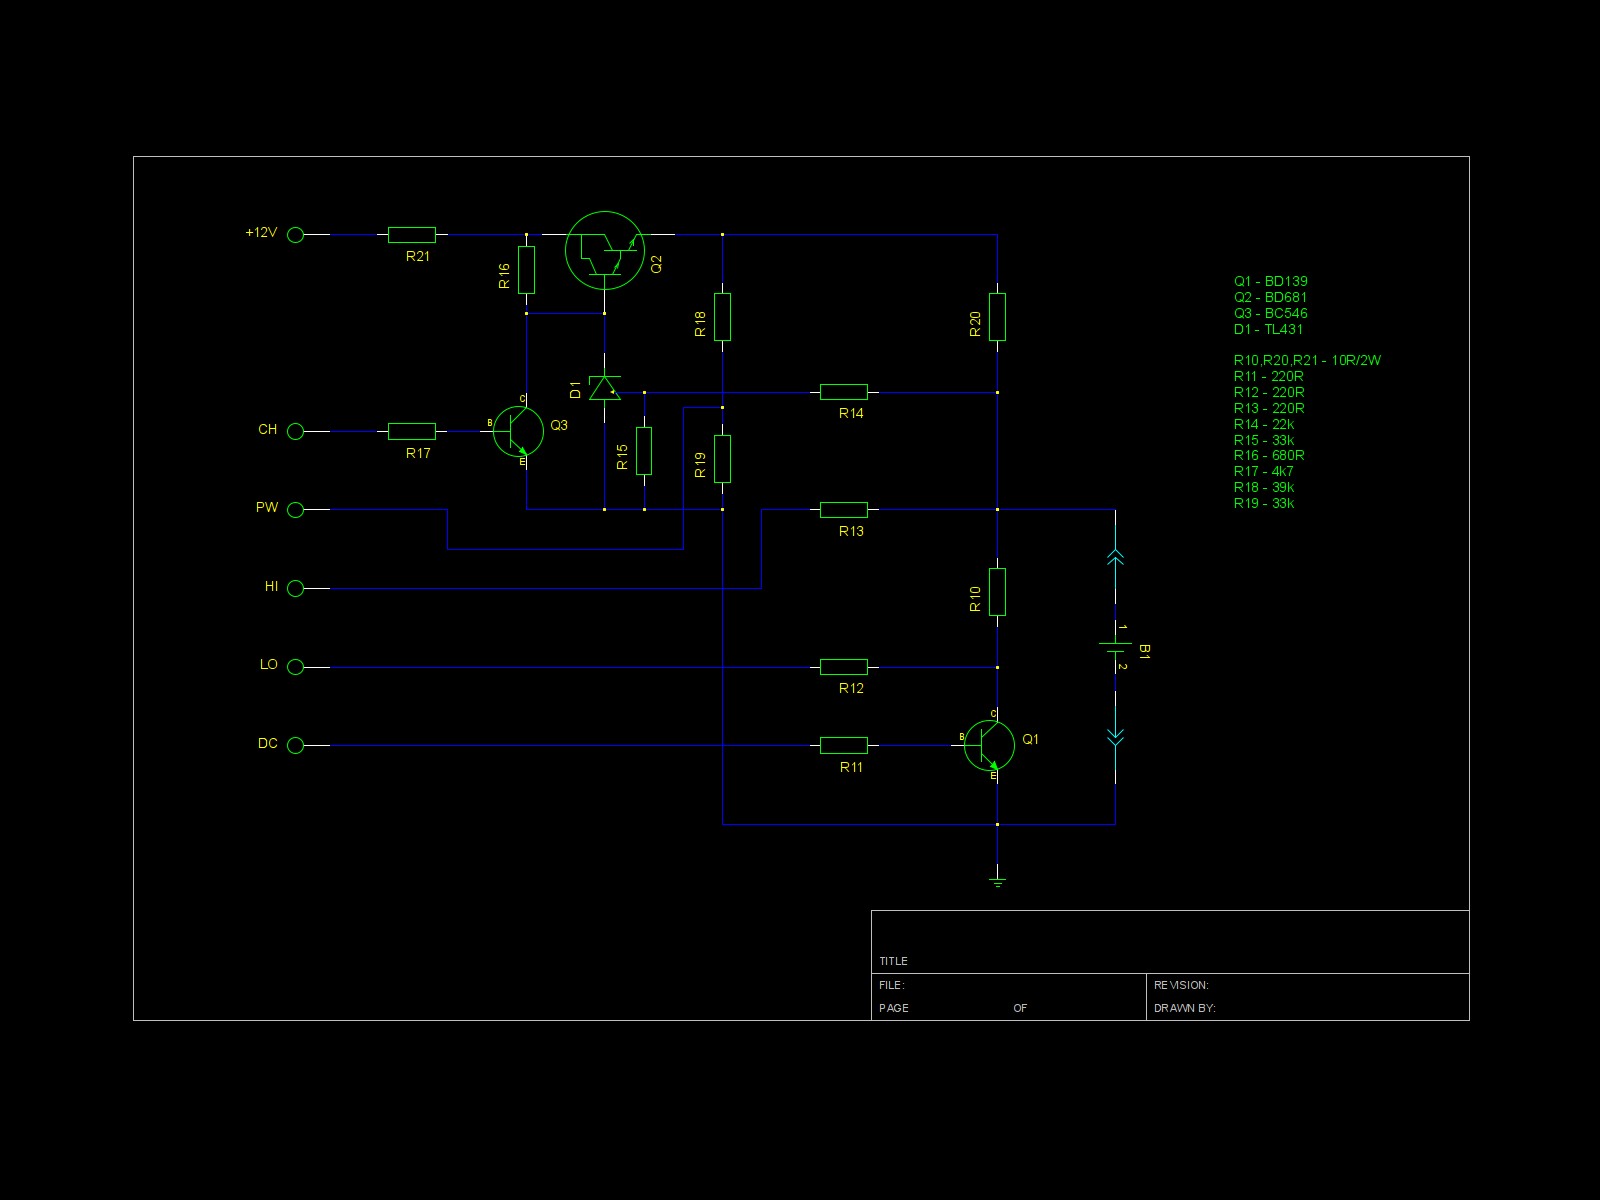 +12V
R21
R16
Q2
R18
R20
Q1 - BD139
Q2 - BD681
Q3 - BC546
D1 - TL431
R10,R20,R21 - 10R/2W
R11 - 220R
R12 - 220R
R13 - 220R
R14 - 22k
R15 - 33k
R16 - 680R
R17 - 4k7
R18 - 39k
R19 - 33k
D1
R14
CH
R17
B
C
E
Q3
R15
R19
PW
R13
HI
R10
1
B1
2
LO
R12
DC
R11
B
C
E
Q1
TITLE
FILE:
REVISION:
PAGE
OF
DRAWN BY: